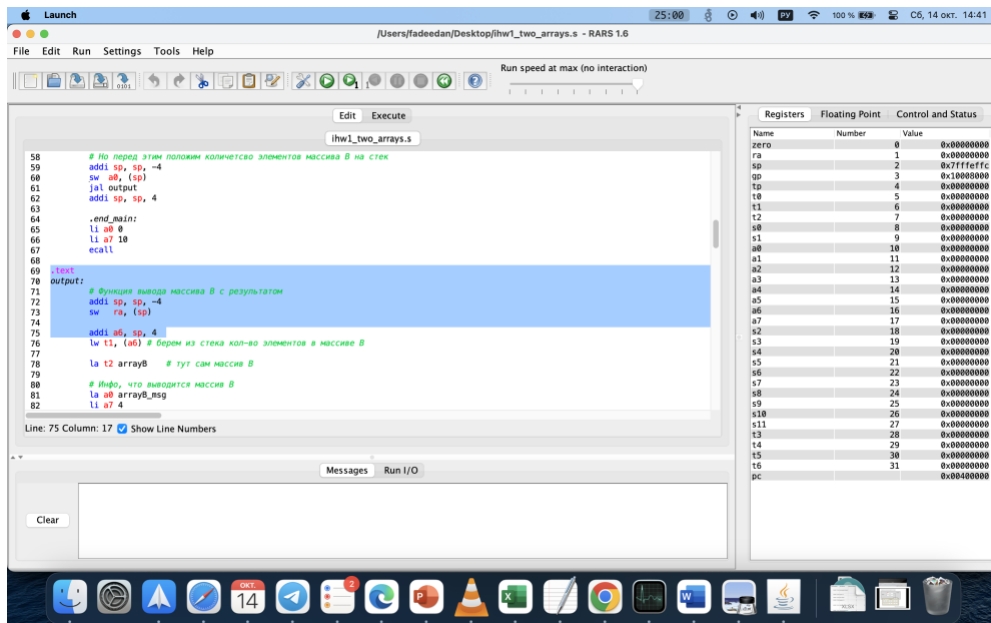 Launch 25:00 РУ 100 % Сб, 14 окт. 14:41
/Users/fadeedan/Desktop/ihw1_two_arrays.s - RARS 1.6
File Edit Run Settings Tools Help
Run speed at max (no interaction)
Edit Execute
ihw1_two_arrays.s
58 # Но перед этим положим количетсво элементов массива B на стек
59 addi sp, sp, -4
60 sw a0, (sp)
61 jal output
62 addi sp, sp, 4
63
64 .end_main:
65 li a0 0
66 li a7 10
67 ecall
68
69 .text
70 output:
71 # Функция вывода массива B с результатом
72 addi sp, sp, -4
73 sw ra, (sp)
74
75 addi a6, sp, 4
76 lw t1, (a6) # берем из стека кол-во элементов в массиве B
77
78 la t2 arrayB # тут сам массив B
79
80 # Инфо, что выводится массив B
81 la a0 arrayB_msg
82 li a7 4
Line: 75 Column: 17 Show Line Numbers
Messages Run I/O
Clear
Registers Floating Point Control and Status
Name Number Value
zero 0 0x00000000
ra 1 0x00000000
sp 2 0x7fffeffc
gp 3 0x10008000
tp 4 0x00000000
t0 5 0x00000000
t1 6 0x00000000
t2 7 0x00000000
s0 8 0x00000000
s1 9 0x00000000
a0 10 0x00000000
a1 11 0x00000000
a2 12 0x00000000
a3 13 0x00000000
a4 14 0x00000000
a5 15 0x00000000
a6 16 0x00000000
a7 17 0x00000000
s2 18 0x00000000
s3 19 0x00000000
s4 20 0x00000000
s5 21 0x00000000
s6 22 0x00000000
s7 23 0x00000000
s8 24 0x00000000
s9 25 0x00000000
s10 26 0x00000000
s11 27 0x00000000
t3 28 0x00000000
t4 29 0x00000000
t5 30 0x00000000
t6 31 0x00000000
pc 0x00400000
ОКТ.
14
2